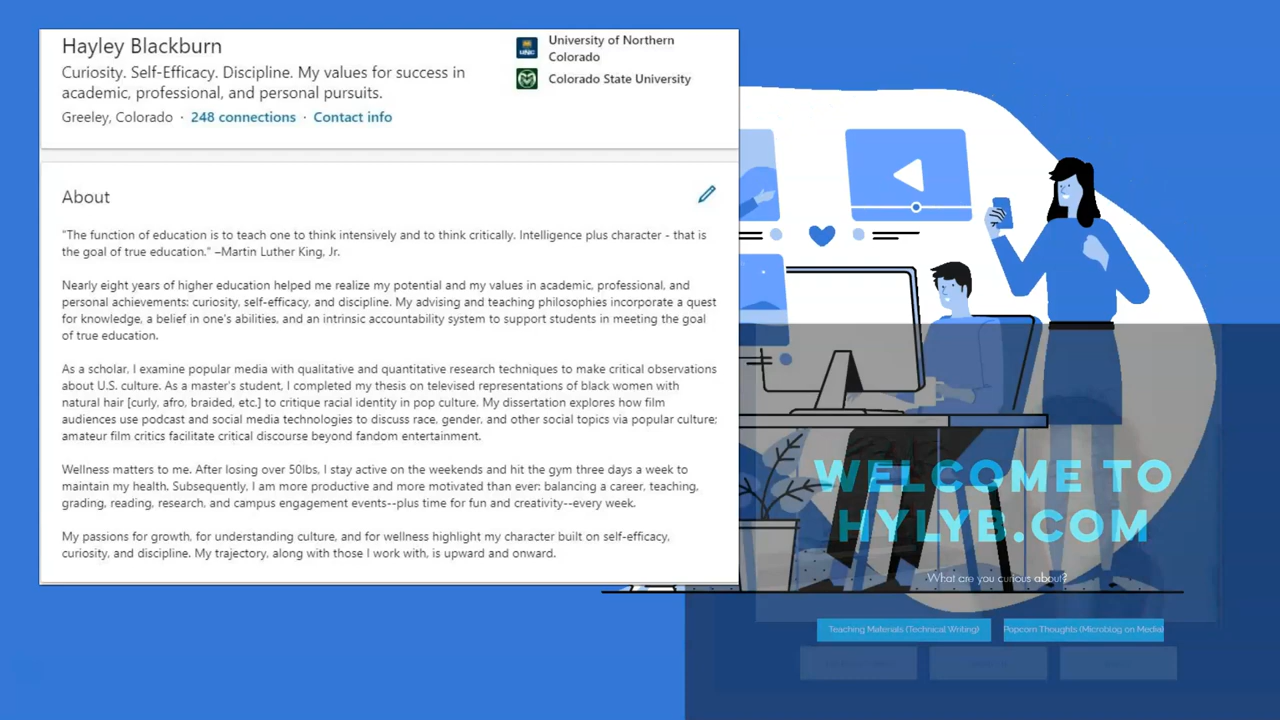 Hayley Blackburn
Curiosity. Self-Efficacy. Discipline. My values for success in
academic, professional, and personal pursuits.
Greeley, Colorado · 248 connections · Contact info
University of Northern
Colorado
Colorado State University
About
"The function of education is to teach one to think intensively and to think critically. Intelligence plus character - that is
the goal of true education." –Martin Luther King, Jr.
Nearly eight years of higher education helped me realize my potential and my values in academic, professional, and
personal achievements: curiosity, self-efficacy, and discipline. My advising and teaching philosophies incorporate a quest
for knowledge, a belief in one's abilities, and an intrinsic accountability system to support students in meeting the goal
of true education.
As a scholar, I examine popular media with qualitative and quantitative research techniques to make critical observations
about U.S. culture. As a master's student, I completed my thesis on televised representations of black women with
natural hair [curly, afro, braided, etc.] to critique racial identity in pop culture. My dissertation explores how film
audiences use podcast and social media technologies to discuss race, gender, and other social topics via popular culture;
amateur film critics facilitate critical discourse beyond fandom entertainment.
Wellness matters to me. After losing over 50lbs, I stay active on the weekends and hit the gym three days a week to
maintain my health. Subsequently, I am more productive and more motivated than ever: balancing a career, teaching,
grading, reading, research, and campus engagement events--plus time for fun and creativity--every week.
My passions for growth, for understanding culture, and for wellness highlight my character built on self-efficacy,
curiosity, and discipline. My trajectory, along with those I work with, is upward and onward.
WELCOME TO
HYLYB.COM
What are you curious about?
Teaching Materials (Technical Writing)
Popcorn Thoughts (Microblog on Media)